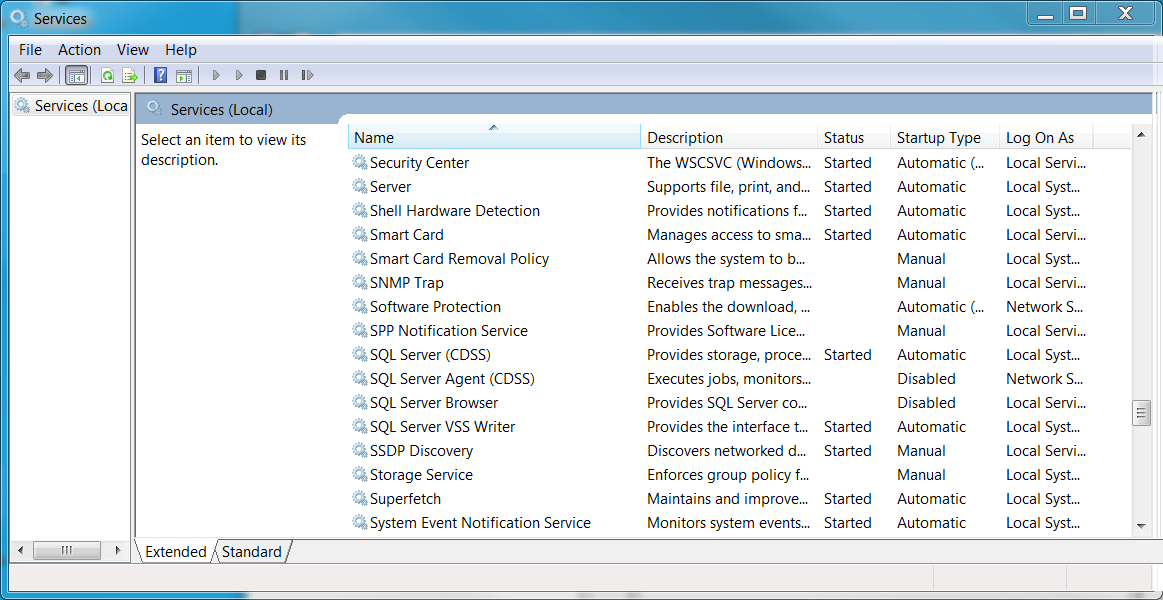 Services
File Action View Help
Services (Loca
Services (Local)
Select an item to view its
description.
Name Description Status Startup Type Log On As
Security Center The WSCSVC (Windows... Started Automatic (... Local Servi...
Server Supports file, print, and... Started Automatic Local Syst...
Shell Hardware Detection Provides notifications f... Started Automatic Local Syst...
Smart Card Manages access to sma... Started Automatic Local Servi...
Smart Card Removal Policy Allows the system to b... Manual Local Syst...
SNMP Trap Receives trap messages... Manual Local Servi...
Software Protection Enables the download, ... Automatic (... Network S...
SPP Notification Service Provides Software Lice... Manual Local Servi...
SQL Server (CDSS) Provides storage, proce... Started Automatic Local Syst...
SQL Server Agent (CDSS) Executes jobs, monitors... Disabled Network S...
SQL Server Browser Provides SQL Server co... Disabled Local Servi...
SQL Server VSS Writer Provides the interface t... Started Automatic Local Syst...
SSDP Discovery Discovers networked d... Started Manual Local Servi...
Storage Service Enforces group policy f... Manual Local Syst...
Superfetch Maintains and improve... Started Automatic Local Syst...
System Event Notification Service Monitors system events... Started Automatic Local Syst...
Extended Standard